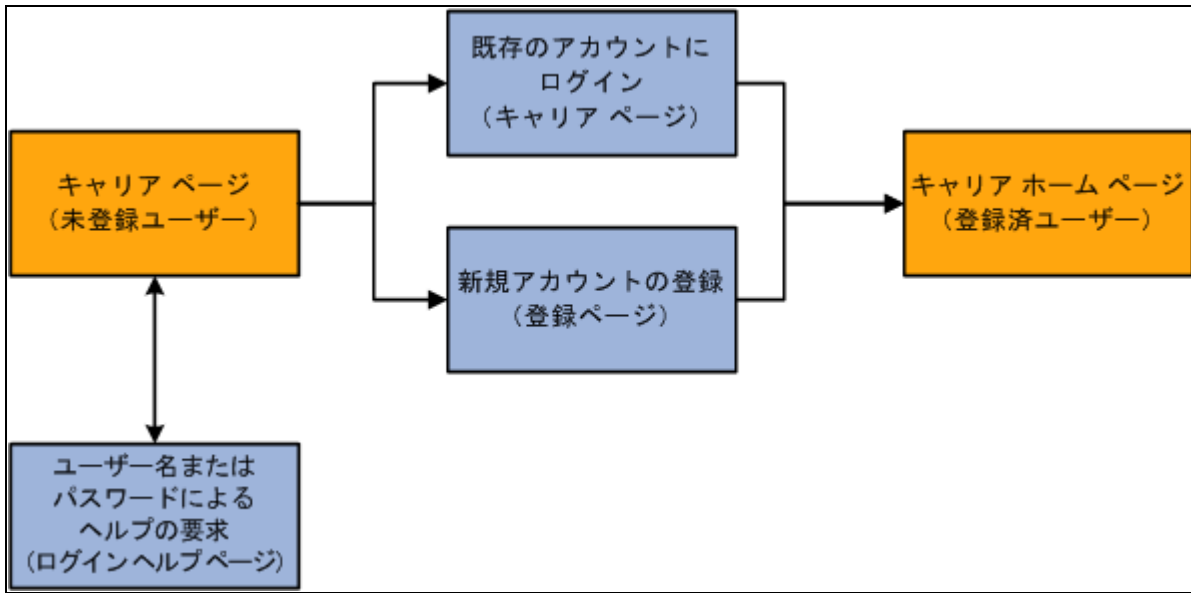 既存のアカウントに
ログイン
（キャリア ページ）
キャリア ページ
（未登録ユーザー）
キャリア ホーム ページ
（登録済ユーザー）
新規アカウントの登録
（登録ページ）
ユーザー名または
パスワードによる
ヘルプの要求
(ログインヘルプページ)